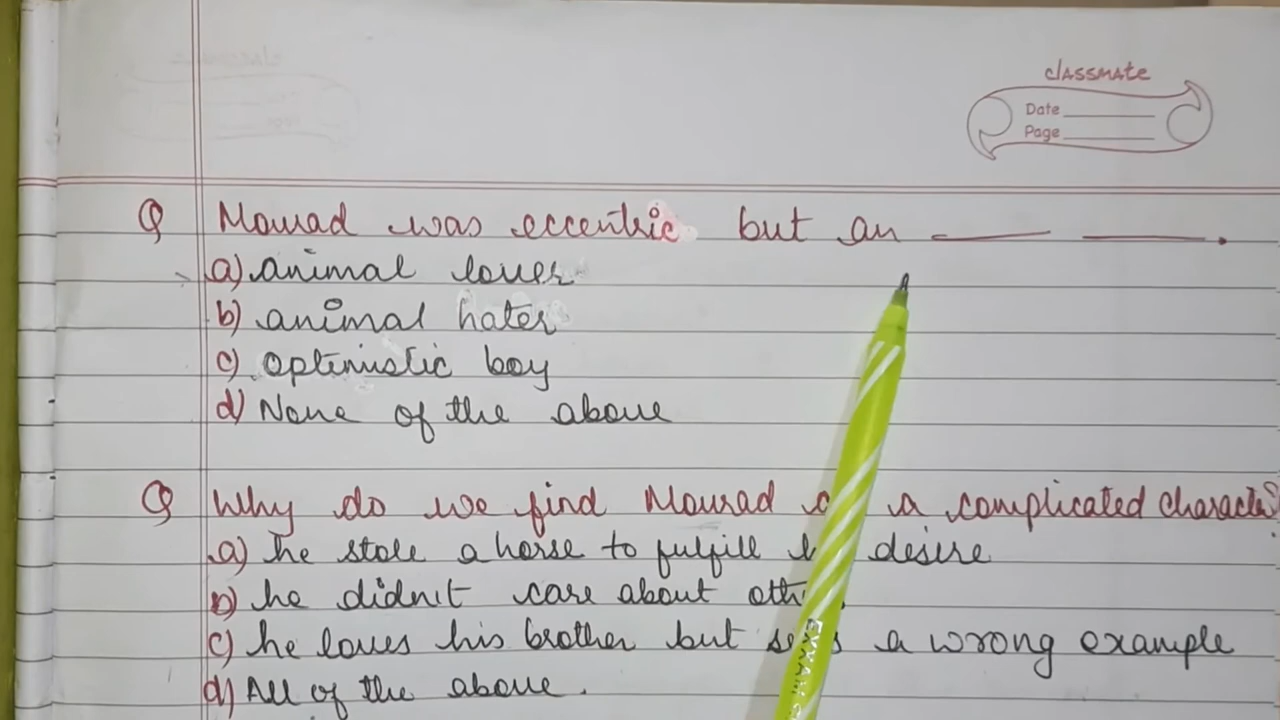 classmate
Date
Page
Q Mourad was eccentric but an ______ ______.
a) animal lover
b) animal hater
c) optimistic boy
d) None of the above
Q Why do we find Mourad a complicated character?
a) he stole a horse to fulfill desire
b) he didn't care about
c) he loves his brother but a wrong example
d) All of the above.